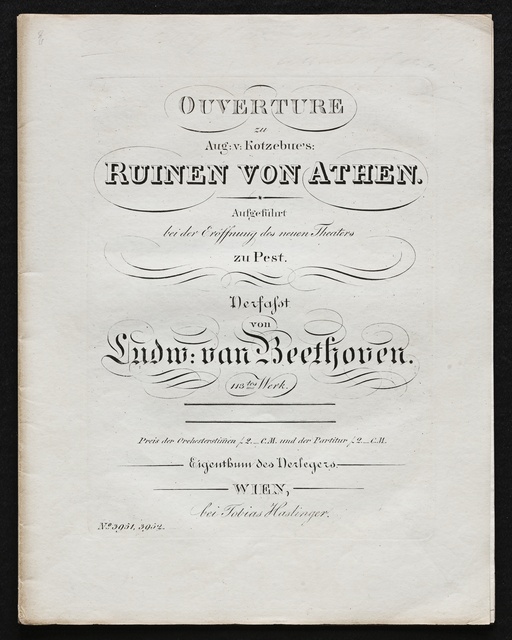 OUVERTURE
zu
Aug: v: Kotzebue's:
RUINEN VON ATHEN.
Aufgeführt
bei der Eröffnung des neuen Theaters
zu Pest.
Verfaßt
von
Ludw: van Beethoven.
113tes Werk.
Preis der Orchesterstimen f 2._ C.M. und der Partitur f 2._ C.M.
Eigenthum des Verlegers.
WIEN,
bei Tobias Haslinger.
No. 3951, 3952.